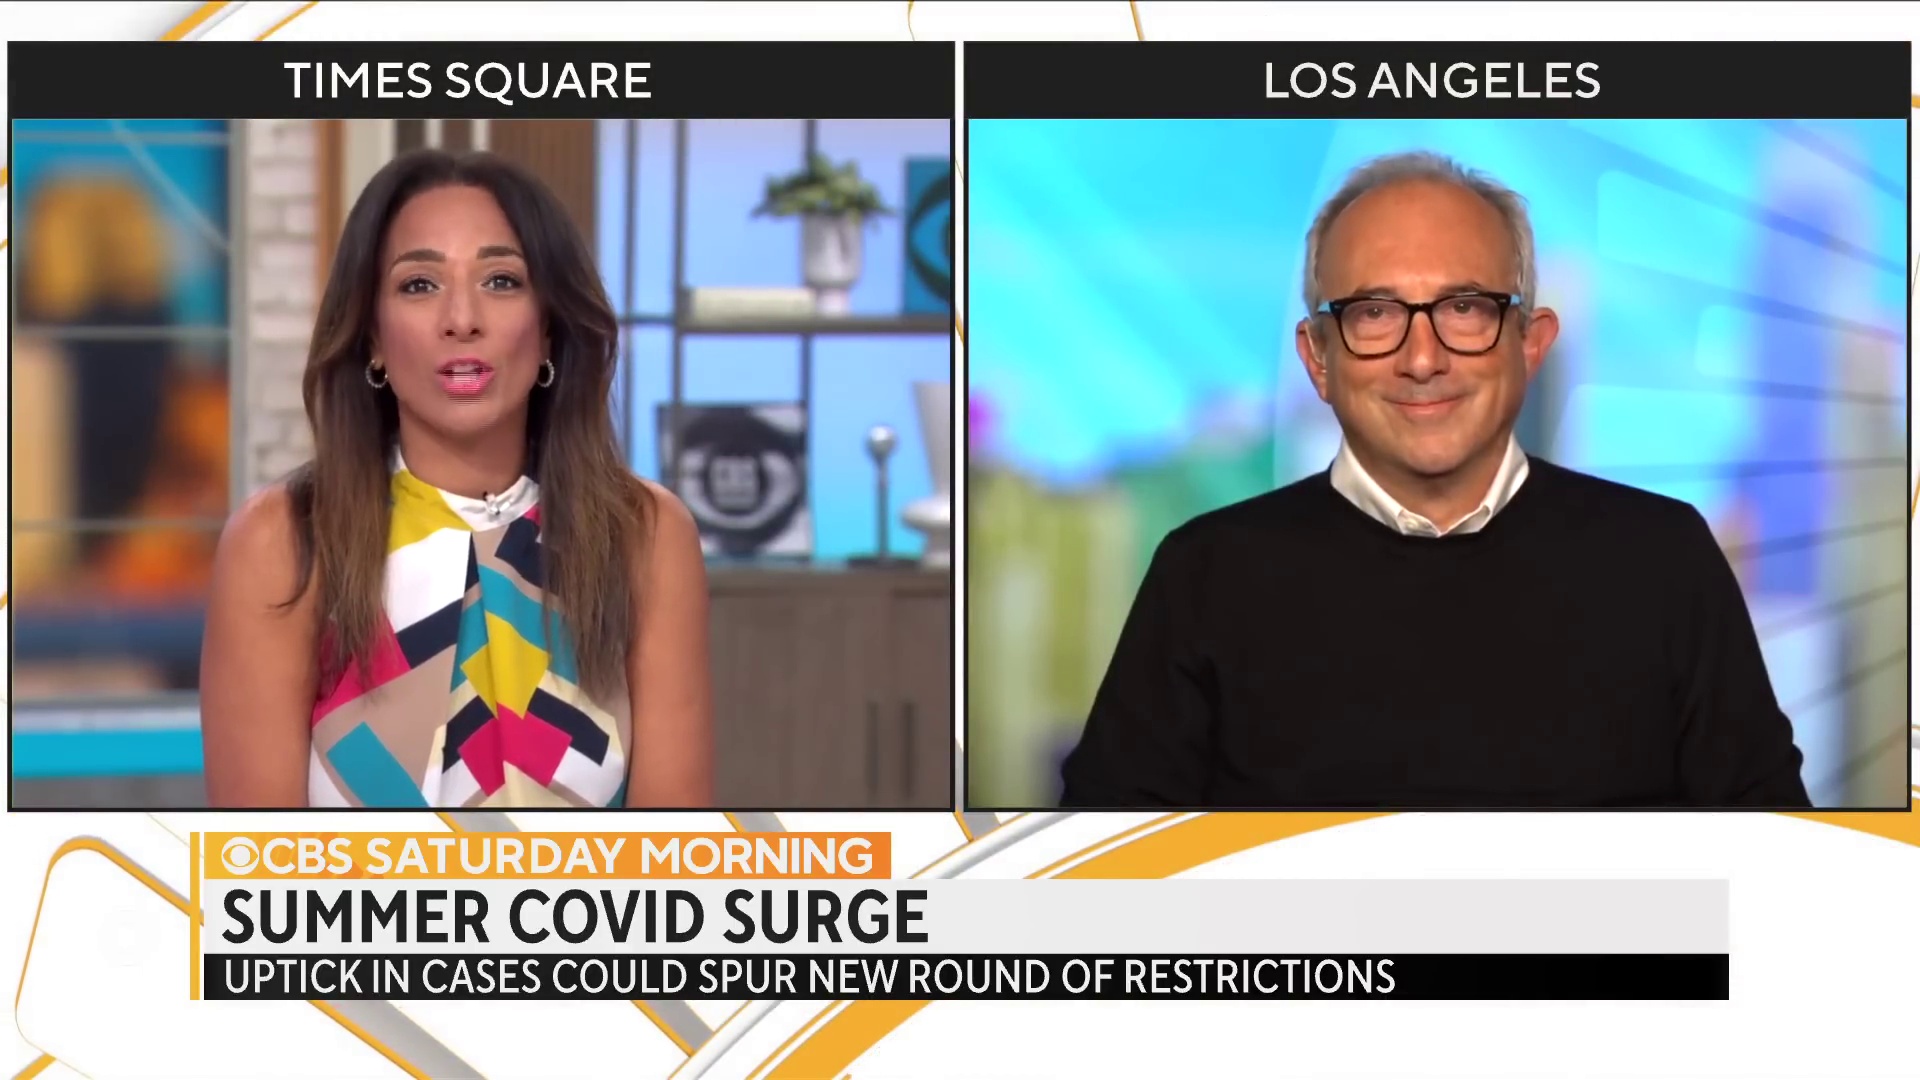 TIMES SQUARE
LOS ANGELES
CBS
CBS SATURDAY MORNING
SUMMER COVID SURGE
UPTICK IN CASES COULD SPUR NEW ROUND OF RESTRICTIONS